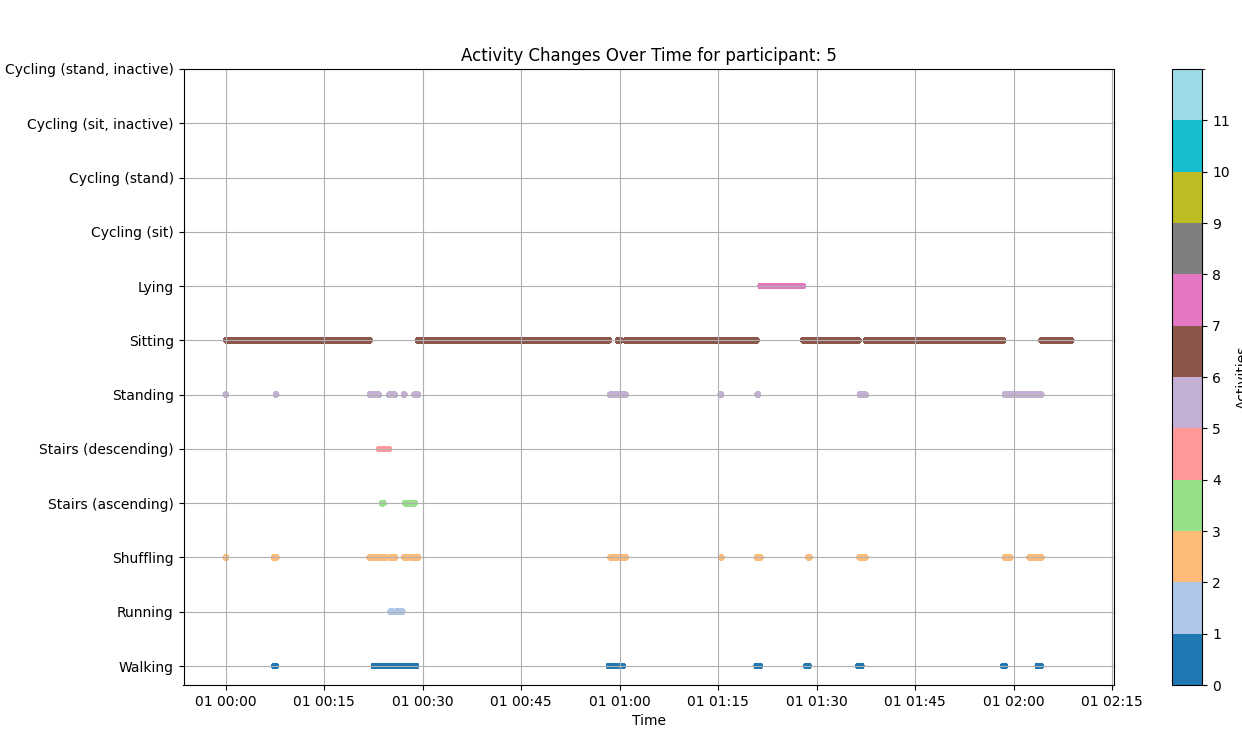 Activity Changes Over Time for participant: 5
Cycling (stand, inactive)
Cycling (sit, inactive)
Cycling (stand)
Cycling (sit)
Lying
Sitting
Standing
Stairs (descending)
Stairs (ascending)
Shuffling
Running
Walking
01 00:00 01 00:15 01 00:30 01 00:45 01 01:00 01 01:15 01 01:30 01 01:45 01 02:00 01 02:15
Time
11
10
9
8
7
6
5
4
3
2
1
0
Activities